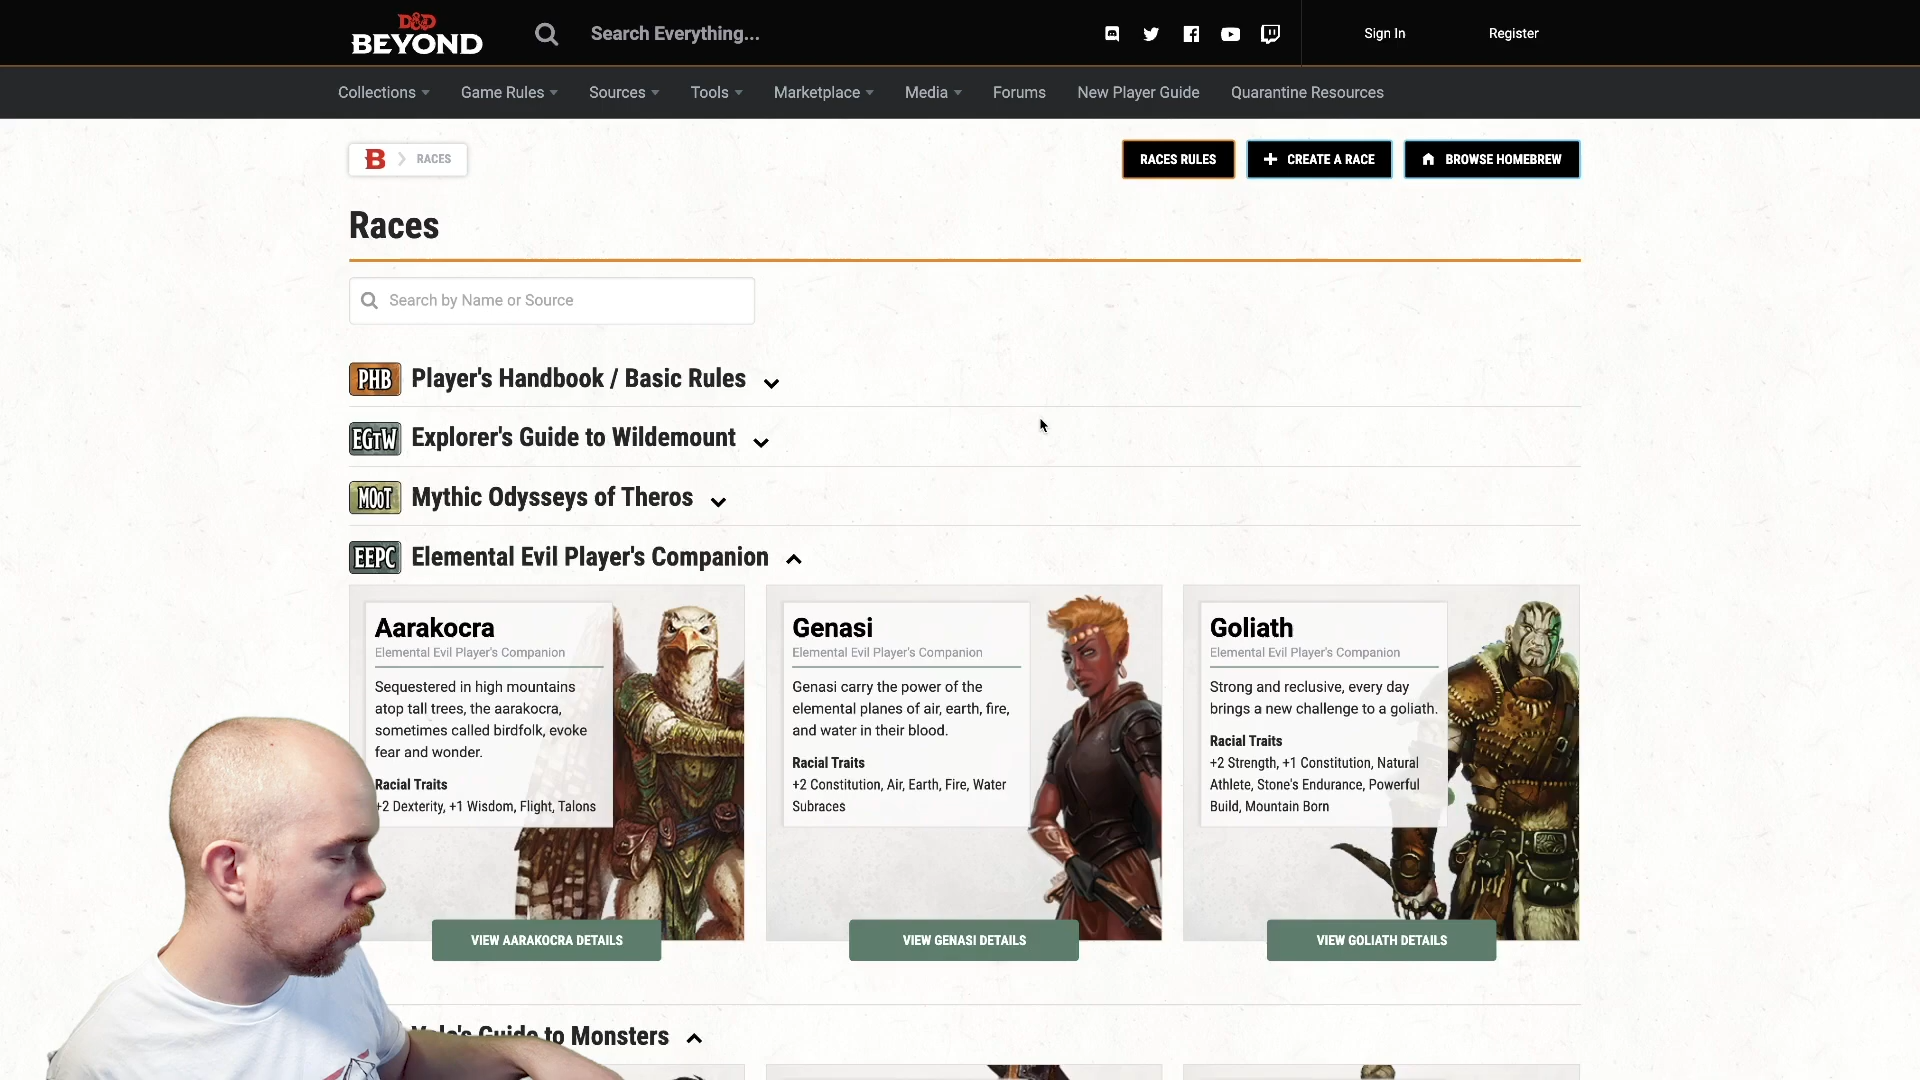 D&D
BEYOND
Search Everything...
Sign In
Register
Collections
Game Rules
Sources
Tools
Marketplace
Media
Forums
New Player Guide
Quarantine Resources
B
RACES
RACES RULES
CREATE A RACE
BROWSE HOMEBREW
Races
Search by Name or Source
PHB
Player's Handbook / Basic Rules
EGtW
Explorer's Guide to Wildemount
MOoT
Mythic Odysseys of Theros
EEPC
Elemental Evil Player's Companion
Aarakocra
Elemental Evil Player's Companion
Sequestered in high mountains
atop tall trees, the aarakocra,
sometimes called birdfolk, evoke
fear and wonder.
Racial Traits
+2 Dexterity, +1 Wisdom, Flight, Talons
VIEW AARAKOCRA DETAILS
Genasi
Elemental Evil Player's Companion
Genasi carry the power of the
elemental planes of air, earth, fire,
and water in their blood.
Racial Traits
+2 Constitution, Air, Earth, Fire, Water
Subraces
VIEW GENASI DETAILS
Goliath
Elemental Evil Player's Companion
Strong and reclusive, every day
brings a new challenge to a goliath.
Racial Traits
+2 Strength, +1 Constitution, Natural
Athlete, Stone's Endurance, Powerful
Build, Mountain Born
VIEW GOLIATH DETAILS
Guide to Monsters